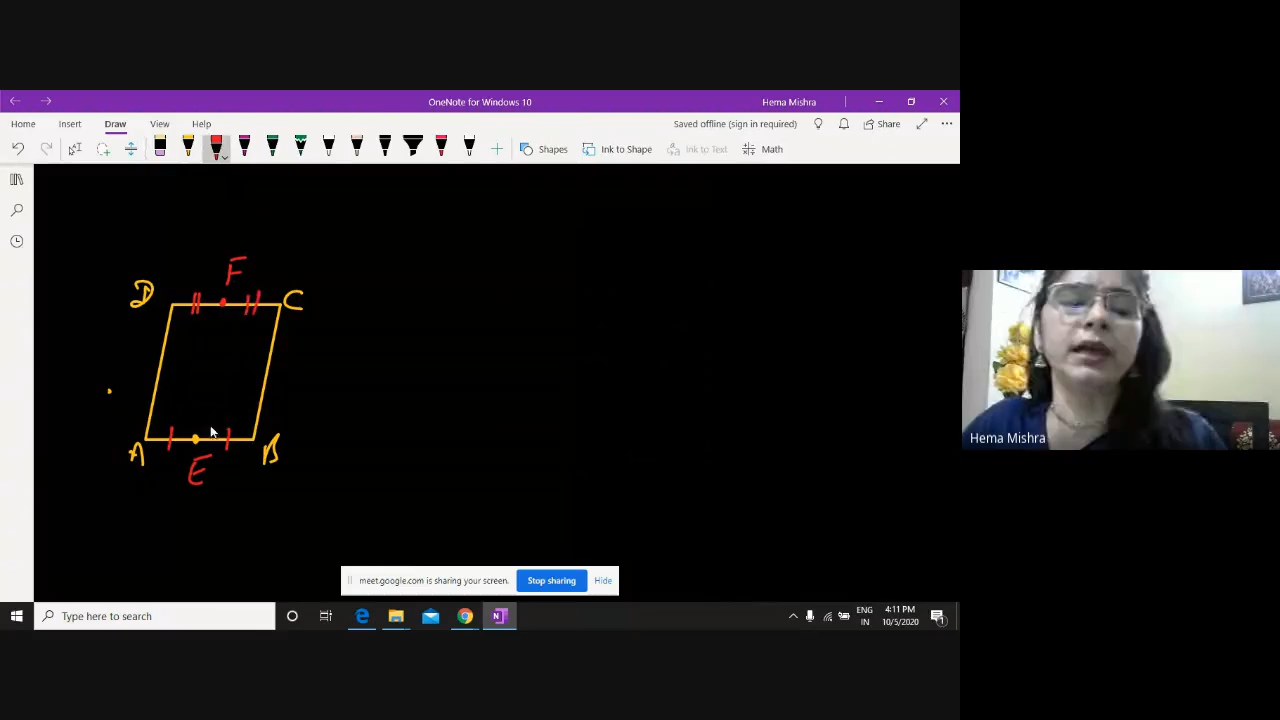 OneNote for Windows 10
Hema Mishra
Home Insert Draw View Help
Saved offline (sign in required)
Share
Shapes
Ink to Shape
Ink to Text
Math
F
D
C
A
B
E
Hema Mishra
meet.google.com is sharing your screen.
Stop sharing
Hide
Type here to search
ENG
IN
4:11 PM
10/5/2020
1